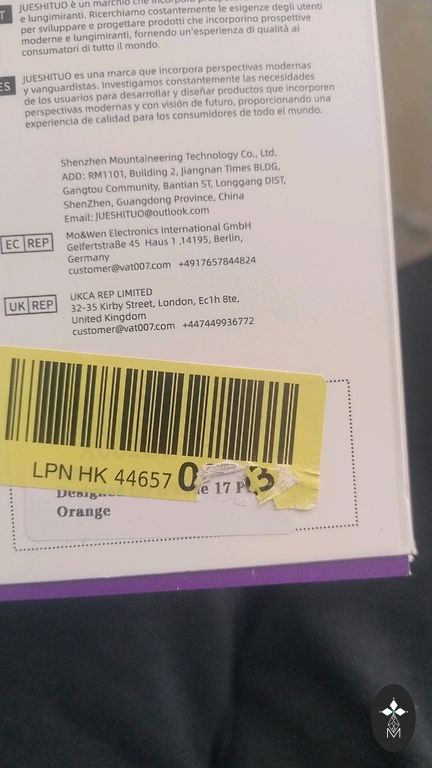 JUESHITUO è un marchio che
e lungimiranti. Ricerchiamo costantemente le esigenze degli utenti
per sviluppare e progettare prodotti che incorporino prospettive
moderne e lungimiranti, fornendo un'esperienza di qualità ai
consumatori di tutto il mondo.
ES
JUESHITUO es una marca que incorpora perspectivas modernas
y vanguardistas. Investigamos constantemente las necesidades
de los usuarios para desarrollar y diseñar productos que incorporen
perspectivas modernas y con visión de futuro, proporcionando una
experiencia de calidad para los consumidores de todo el mundo.
Shenzhen Mountaineering Technology Co., Ltd.
ADD: RM1101, Building 2, Jiangnan Times BLDG,
Gangtou Community, Bantian ST, Longgang DIST,
ShenZhen, Guangdong Province, China
Email: JUESHITUO@outlook.com
EC REP
Mo&Wen Electronics International GmbH
Gelfertstraße 45 Haus 1 ,14195, Berlin,
Germany
customer@vat007.com +4917657844824
UK REP
UKCA REP LIMITED
32-35 Kirby Street, London, Ec1h 8te,
United Kingdom
customer@vat007.com +447449936772
LPN HK 44657
17
Orange
M